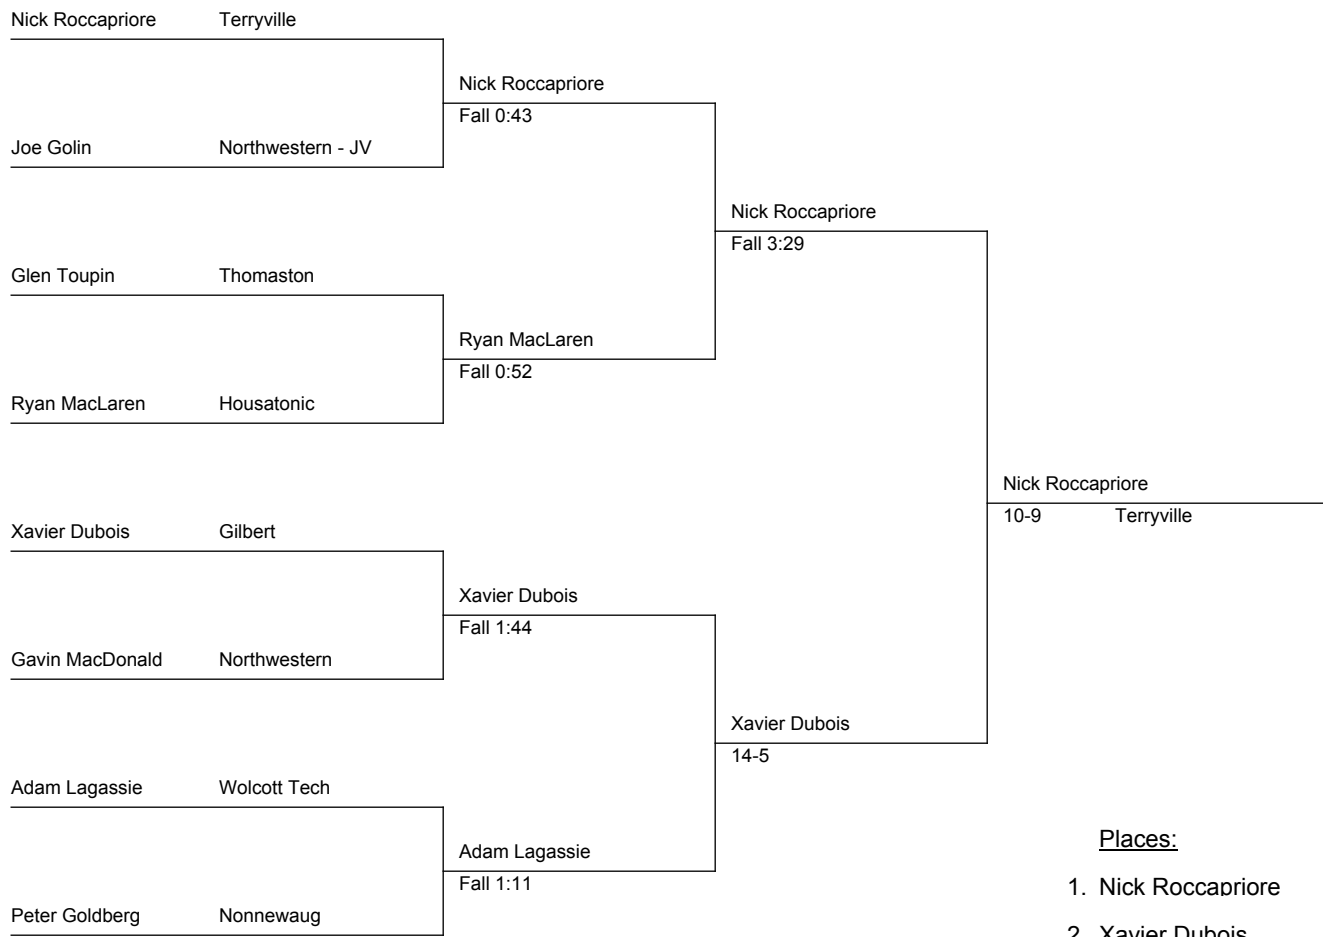 Nick Roccapriore Terryville
Nick Roccapriore
Fall 0:43
Joe Golin Northwestern - JV
Nick Roccapriore
Fall 3:29
Glen Toupin Thomaston
Ryan MacLaren
Fall 0:52
Ryan MacLaren Housatonic
Nick Roccapriore
10-9 Terryville
Xavier Dubois Gilbert
Xavier Dubois
Fall 1:44
Gavin MacDonald Northwestern
Xavier Dubois
14-5
Adam Lagassie Wolcott Tech
Adam Lagassie
Fall 1:11
Peter Goldberg Nonnewaug
Places:
1. Nick Roccapriore
2. Xavier Dubois